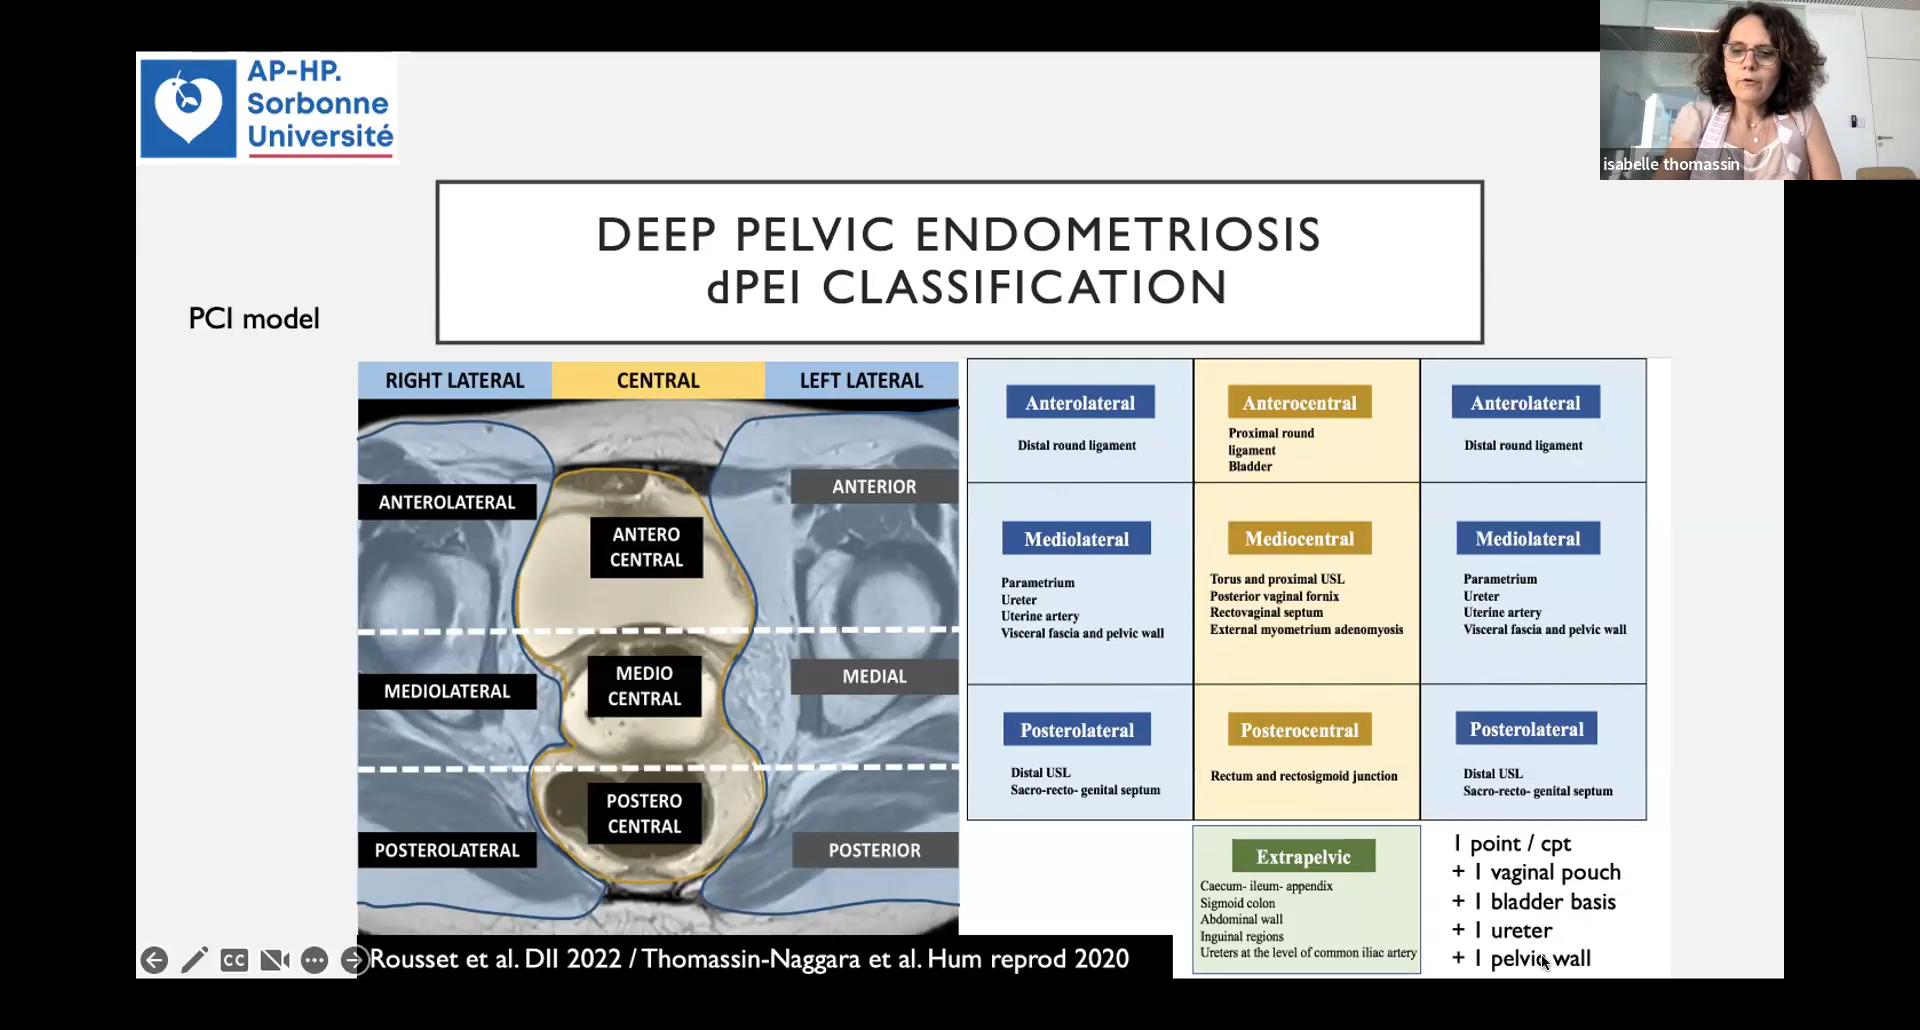 AP-HP.
Sorbonne
Université
isabelle thomassin
DEEP PELVIC ENDOMETRIOSIS
dPEI CLASSIFICATION
PCI model
RIGHT LATERAL
CENTRAL
LEFT LATERAL
ANTEROLATERAL
ANTERO
CENTRAL
ANTERIOR
MEDIOLATERAL
MEDIO
CENTRAL
MEDIAL
POSTEROLATERAL
POSTERO
CENTRAL
POSTERIOR
Anterolateral
Distal round ligament
Anterocentral
Proximal round
ligament
Bladder
Anterolateral
Distal round ligament
Mediolateral
Parametrium
Ureter
Uterine artery
Visceral fascia and pelvic wall
Mediocentral
Torus and proximal USL
Posterior vaginal fornix
Rectovaginal septum
External myometrium adenomyosis
Mediolateral
Parametrium
Ureter
Uterine artery
Visceral fascia and pelvic wall
Posterolateral
Distal USL
Sacro-recto- genital septum
Posterocentral
Rectum and rectosigmoid junction
Posterolateral
Distal USL
Sacro-recto- genital septum
Extrapelvic
Caecum- ileum- appendix
Sigmoid colon
Abdominal wall
Inguinal regions
Ureters at the level of common iliac artery
1 point / cpt
+ 1 vaginal pouch
+ 1 bladder basis
+ 1 ureter
+ 1 pelvic wall
CC
Rousset et al. DII 2022 / Thomassin-Naggara et al. Hum reprod 2020